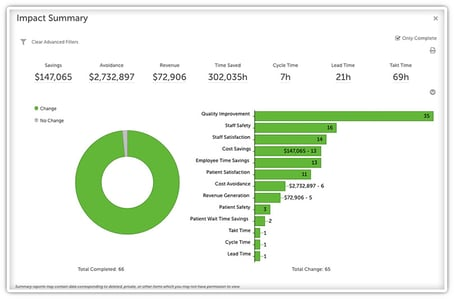 Impact Summary
Clear Advanced Filters
Only Complete
Savings Avoidance Revenue Time Saved Cycle Time Lead Time Takt Time
$147,065 $2,732,897 $72,906 302,035h 7h 21h 69h
Change
No Change
Quality Improvement 35
Staff Safety 16
Staff Satisfaction 14
Cost Savings $147,065 - 13
Employee Time Savings 13
Patient Satisfaction 11
Cost Avoidance $2,732,897 - 6
Revenue Generation $72,906 - 5
Patient Safety 3
Patient Wait Time Savings 2
Takt Time 1
Cycle Time 1
Lead Time 1
Total Completed: 66 Total Change: 65
Summary reports may contain data corresponding to deleted, private, or other items which you may not have permission to view.